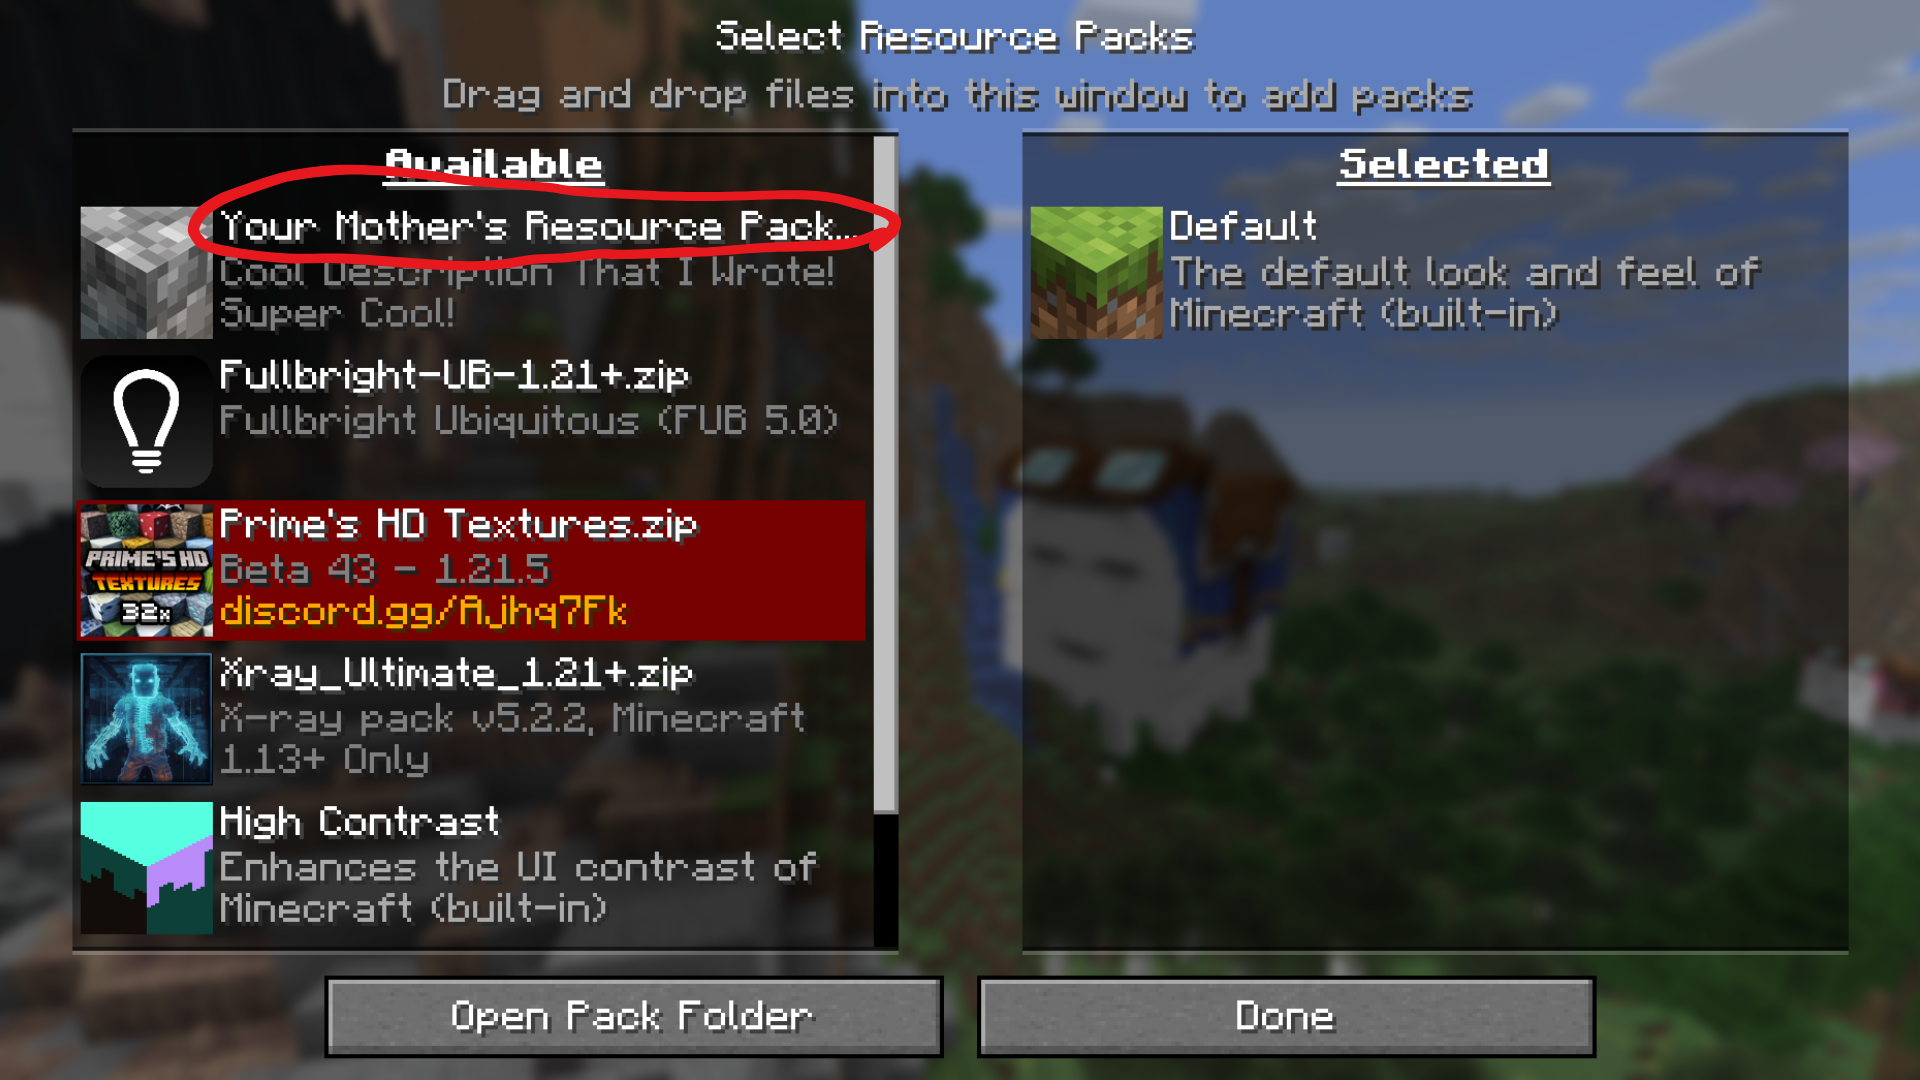 Select Resource Packs
Drag and drop files into this window to add packs
Available
Your Mother's Resource Pack...
Cool Description That I Wrote!
Super Cool!
Fullbright-UB-1.21+.zip
Fullbright Ubiquitous (FUB 5.0)
PRIME'S HD
TEXTURES
32x
Prime's HD Textures.zip
Beta 43 - 1.21.5
discord.gg/Ajhq7Fk
Xray_Ultimate_1.21+.zip
X-ray pack v5.2.2, Minecraft
1.13+ Only
High Contrast
Enhances the UI contrast of
Minecraft (built-in)
Selected
Default
The default look and feel of
Minecraft (built-in)
Open Pack Folder
Done